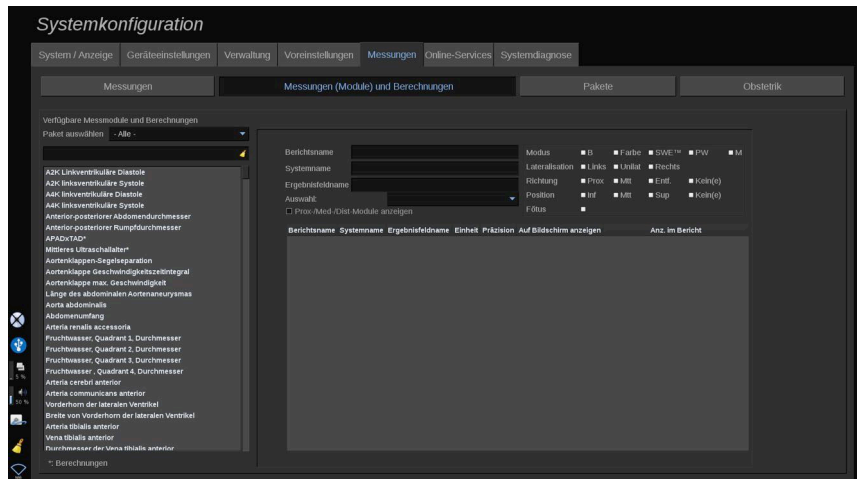 Systemkonfiguration
System / Anzeige Geräteeinstellungen Verwaltung Voreinstellungen Messungen Online-Services Systemdiagnose
Messungen Messungen (Module) und Berechnungen Pakete Obstetrik
Verfügbare Messmodule und Berechnungen
Paket auswählen - Alle -
A2K Linkventrikuläre Diastole
A2K linksventrikuläre Systole
A4K linksventrikuläre Diastole
A4K linksventrikuläre Systole
Anterior-posteriorer Abdomendurchmesser
Anterior-posteriorer Rumpfdurchmesser
APADxTAD*
Mittleres Ultraschallalter*
Aortenklappen-Segelseparation
Aortenklappe Geschwindigkeitszeitintegral
Aortenklappe max. Geschwindigkeit
Länge des abdominalen Aortenaneurysmas
Aorta abdominalis
Abdomenumfang
Arteria renalis accessoria
Fruchtwasser, Quadrant 1, Durchmesser
Fruchtwasser, Quadrant 2, Durchmesser
Fruchtwasser, Quadrant 3, Durchmesser
Fruchtwasser , Quadrant 4, Durchmesser
Arteria cerebri anterior
Arteria communicans anterior
Vorderhorn der lateralen Ventrikel
Breite von Vorderhorn der lateralen Ventrikel
Arteria tibialis anterior
Vena tibialis anterior
Durchmesser der Vena tibialis anterior
*: Berechnungen
Berichtsname
Systemname
Ergebnisfeldname
Auswahl:
Prox-/Med-/Dist-Module anzeigen
Modus B Farbe SWE™ PW M
Lateralisation Links Unilat Rechts
Richtung Prox Mtt Entf. Kein(e)
Position Inf Mtt Sup Kein(e)
Fötus
Berichtsname Systemname Ergebnisfeldname Einheit Präzision Auf Bildschirm anzeigen Anz. im Bericht
5 %
50 %